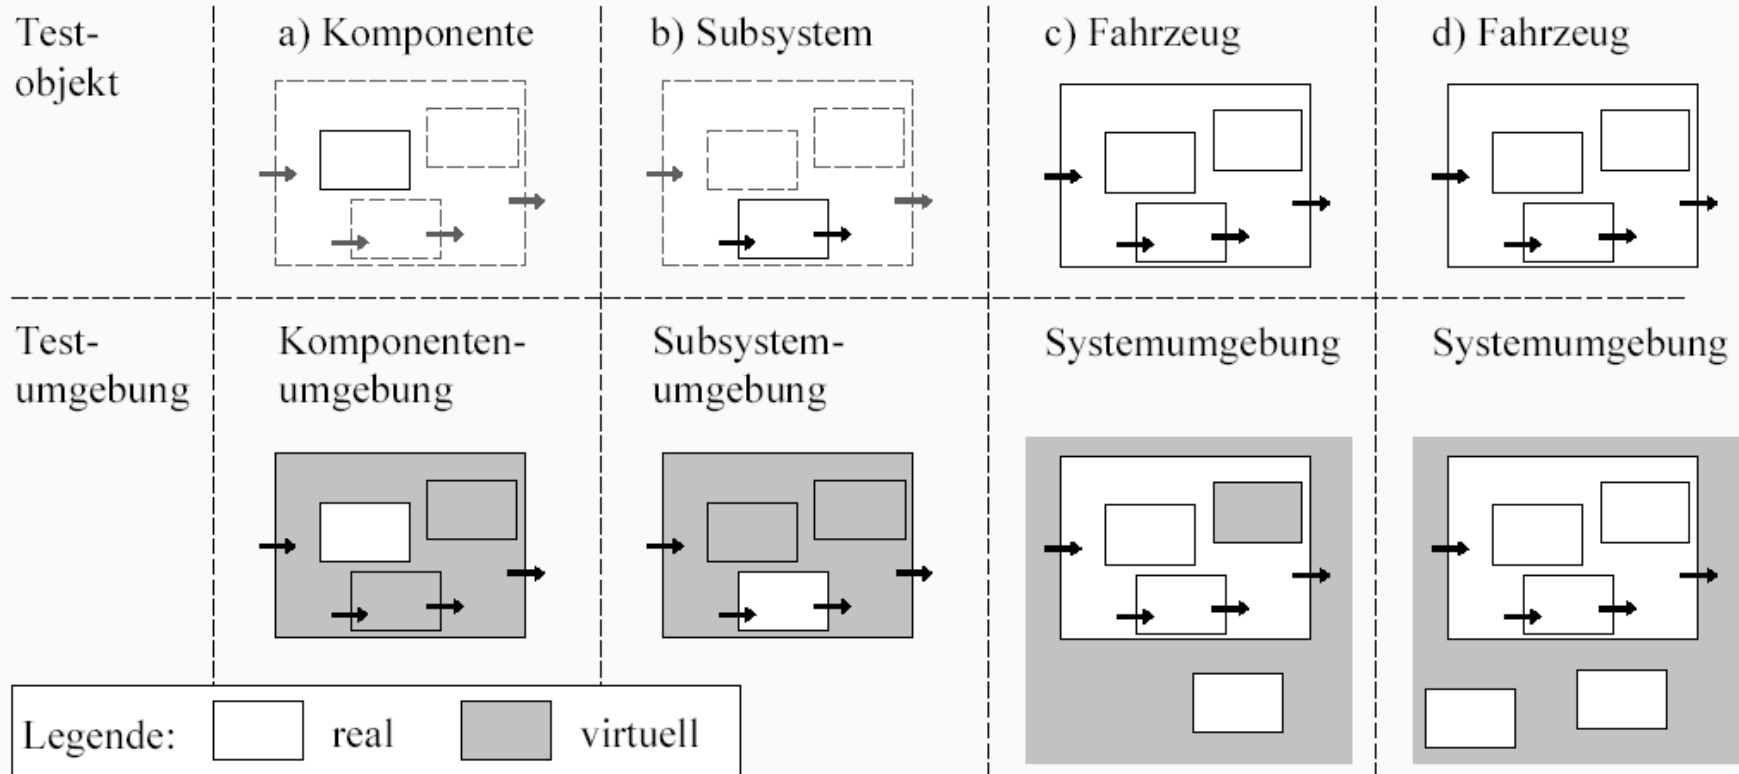 Test-
objekt
a) Komponente
b) Subsystem
c) Fahrzeug
d) Fahrzeug
Test-
umgebung
Komponenten-
umgebung
Subsystem-
umgebung
Systemumgebung
Systemumgebung
Legende:
real
virtuell